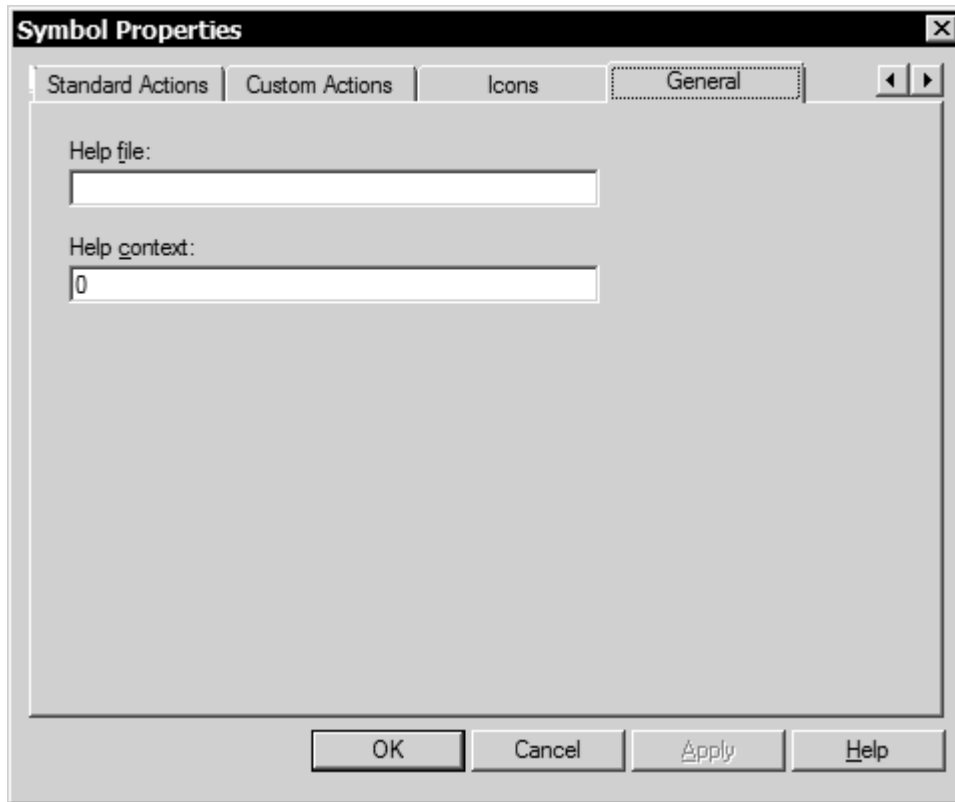 Symbol Properties
Standard Actions Custom Actions Icons General
Help file:
Help context:
0
OK Cancel Apply Help